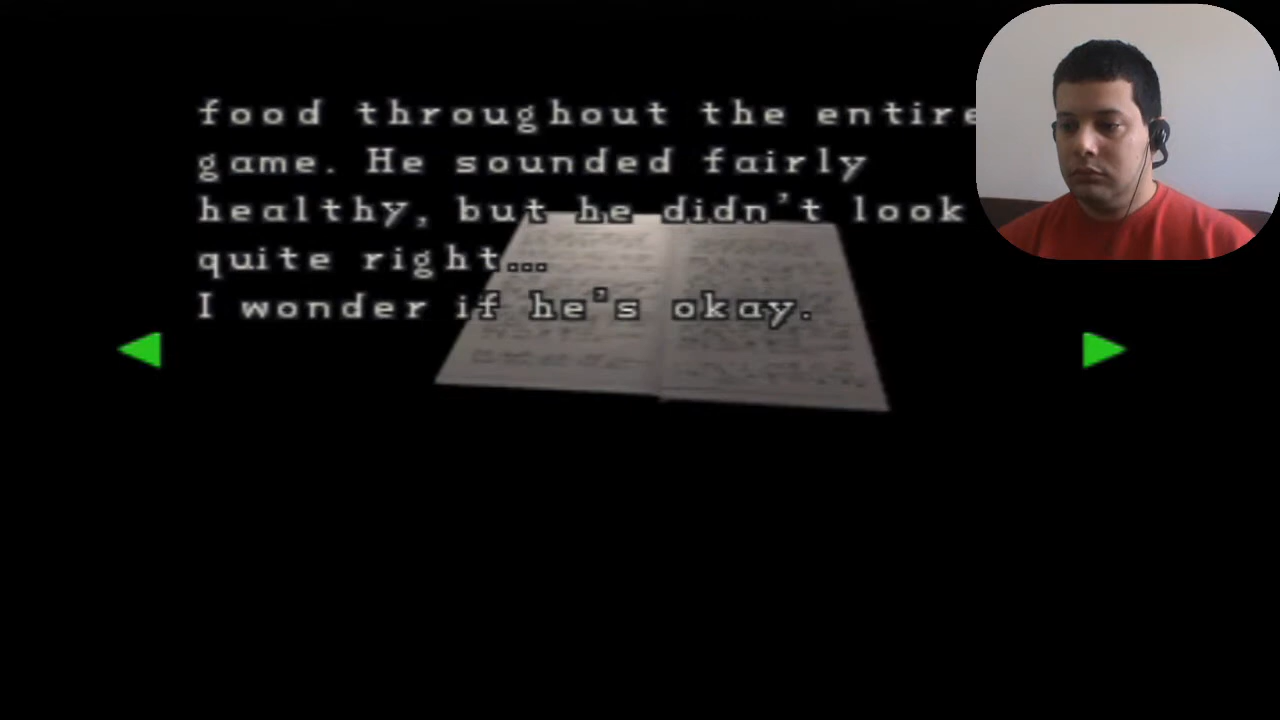 food throughout the entire
game. He sounded fairly
healthy, but he didn't look
quite right...
I wonder if he's okay.